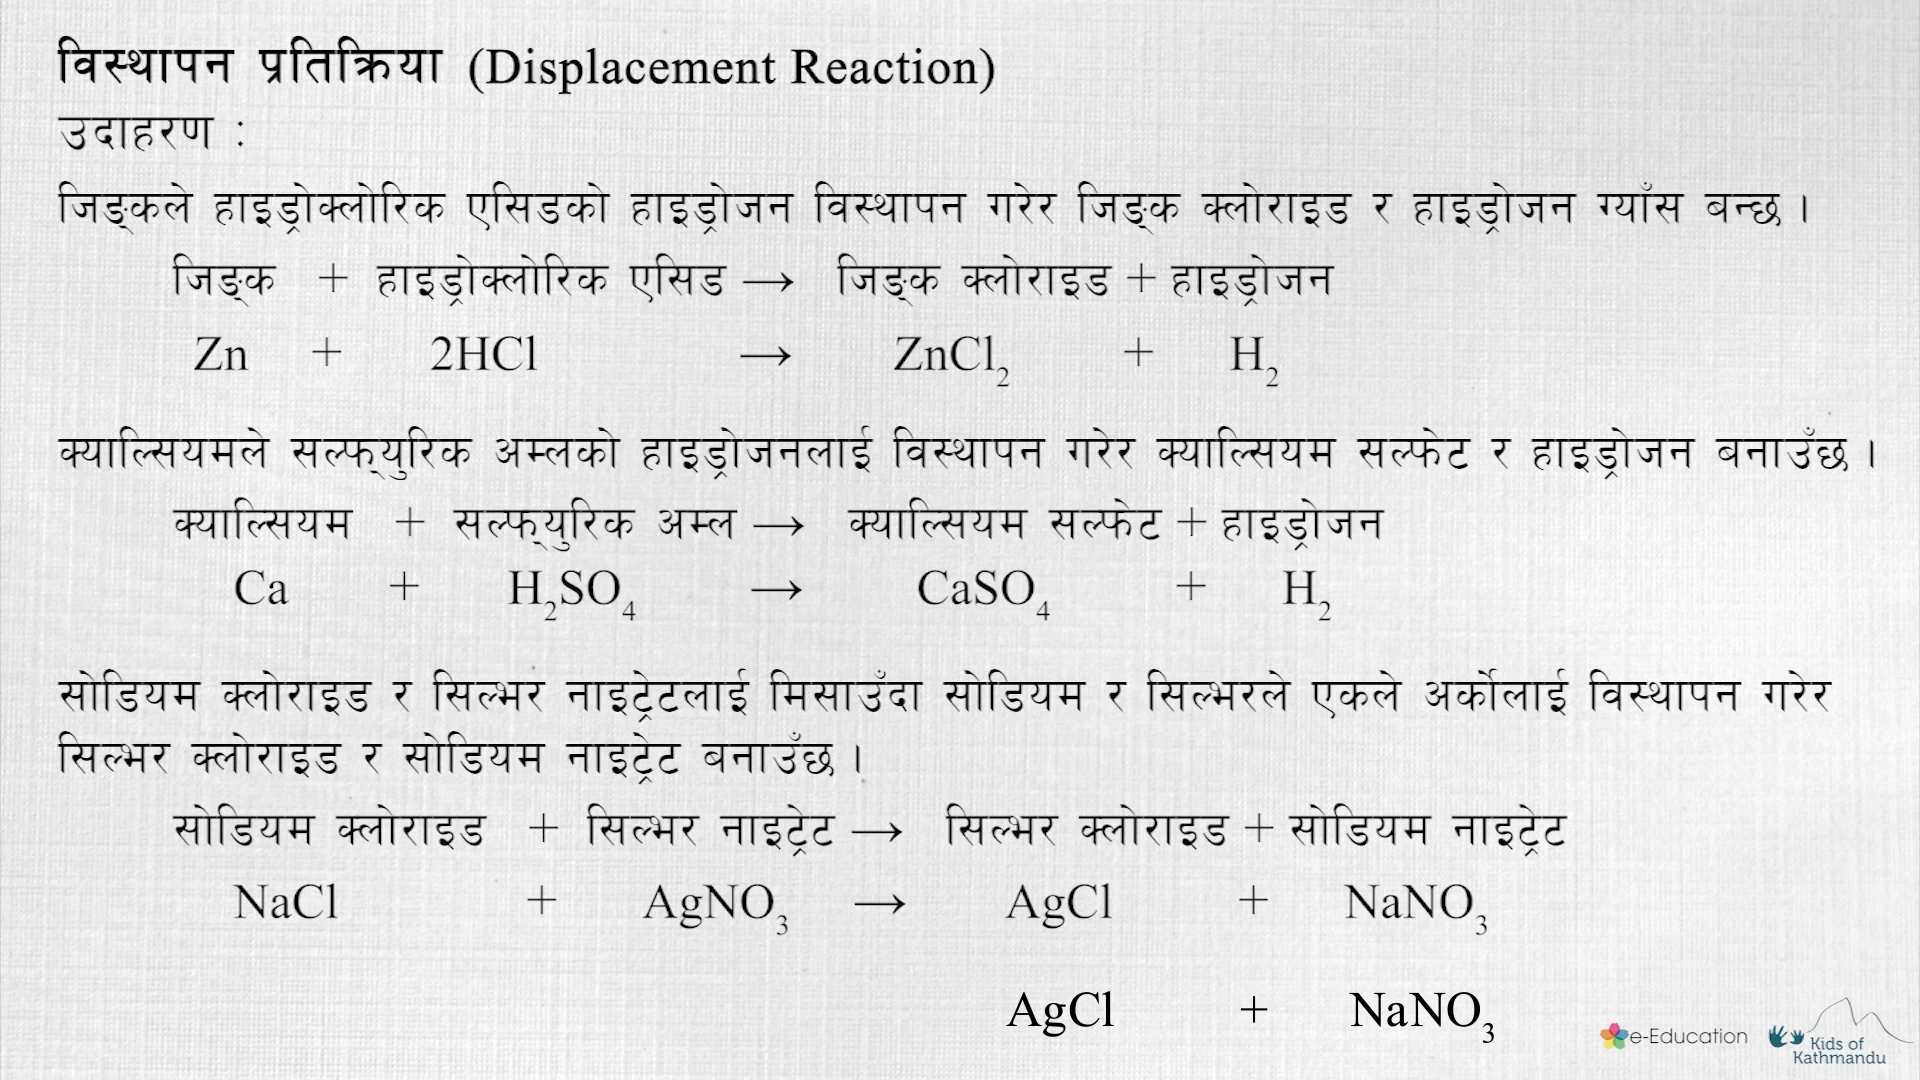 विस्थापन प्रतिक्रिया (Displacement Reaction)
उदाहरण :
जिङ्कले हाइड्रोक्लोरिक एसिडको हाइड्रोजन विस्थापन गरेर जिङ्क क्लोराइड र हाइड्रोजन ग्याँस बन्छ ।
जिङ्क + हाइड्रोक्लोरिक एसिड → जिङ्क क्लोराइड + हाइड्रोजन
Zn + 2HCl → ZnCl₂ + H₂
क्याल्सियमले सल्फ्युरिक अम्लको हाइड्रोजनलाई विस्थापन गरेर क्याल्सियम सल्फेट र हाइड्रोजन बनाउँछ ।
क्याल्सियम + सल्फ्युरिक अम्ल → क्याल्सियम सल्फेट + हाइड्रोजन
Ca + H₂SO₄ → CaSO₄ + H₂
सोडियम क्लोराइड र सिल्भर नाइट्रेटलाई मिसाउँदा सोडियम र सिल्भरले एकले अर्कोलाई विस्थापन गरेर
सिल्भर क्लोराइड र सोडियम नाइट्रेट बनाउँछ ।
सोडियम क्लोराइड + सिल्भर नाइट्रेट → सिल्भर क्लोराइड + सोडियम नाइट्रेट
NaCl + AgNO₃ → AgCl + NaNO₃
AgCl + NaNO₃
e-Education
Kids of
Kathmandu